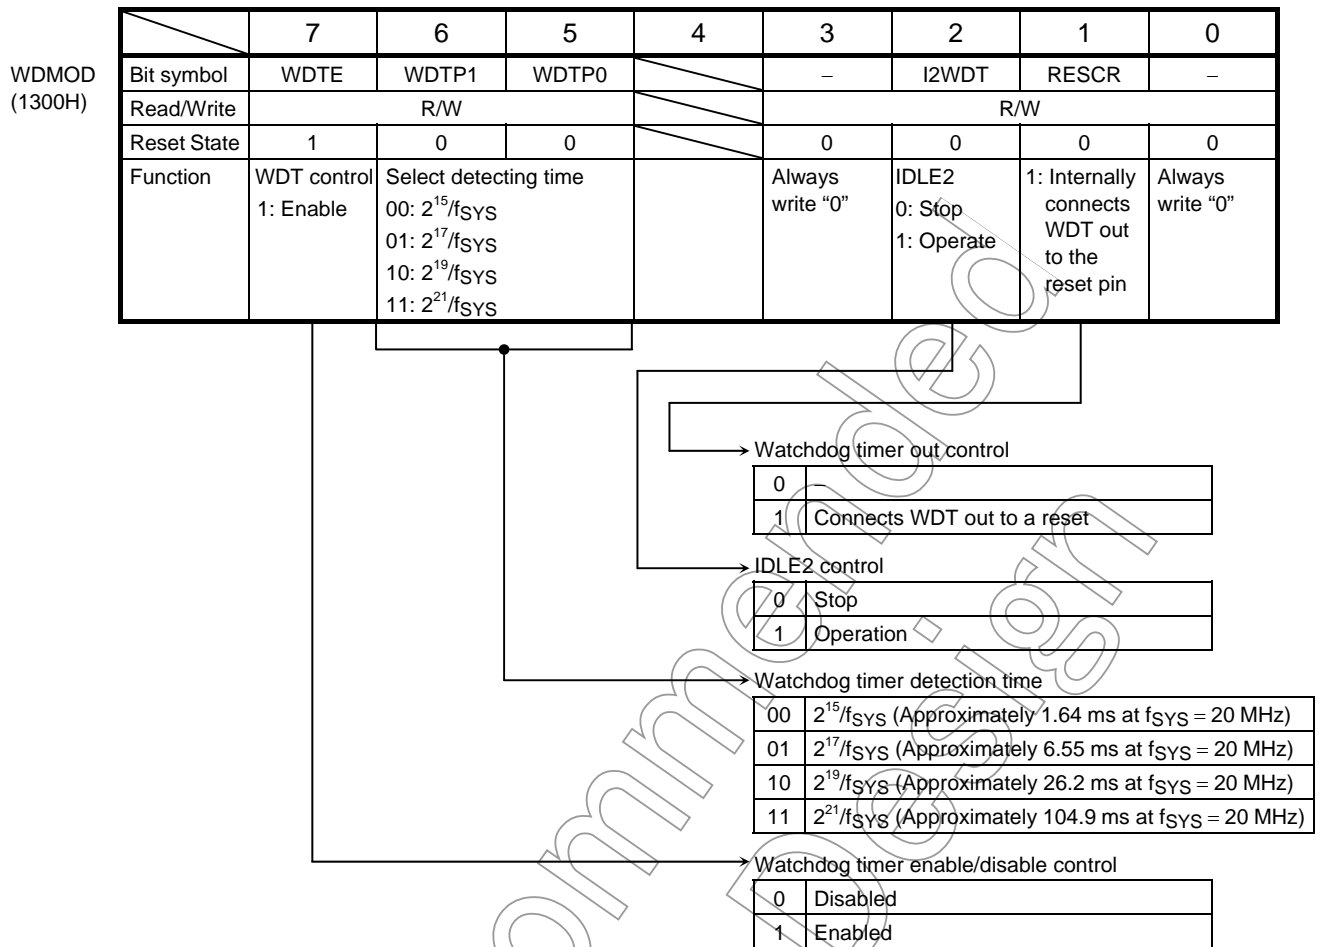 7 6 5 4 3 2 1 0
WDMOD (1300H)
Bit symbol WDTE WDTP1 WDTP0 – I2WDT RESCR –
Read/Write R/W R/W
Reset State 1 0 0 0 0 0 0
Function
WDT control
1: Enable
Select detecting time
00: 2^15/fSYS
01: 2^17/fSYS
10: 2^19/fSYS
11: 2^21/fSYS
Always
write “0”
IDLE2
0: Stop
1: Operate
1: Internally
connects
WDT out
to the
reset pin
Always
write “0”
Watchdog timer out control
0 –
1 Connects WDT out to a reset
IDLE2 control
0 Stop
1 Operation
Watchdog timer detection time
00 2^15/fSYS (Approximately 1.64 ms at fSYS = 20 MHz)
01 2^17/fSYS (Approximately 6.55 ms at fSYS = 20 MHz)
10 2^19/fSYS (Approximately 26.2 ms at fSYS = 20 MHz)
11 2^21/fSYS (Approximately 104.9 ms at fSYS = 20 MHz)
Watchdog timer enable/disable control
0 Disabled
1 Enabled
ommended
Design